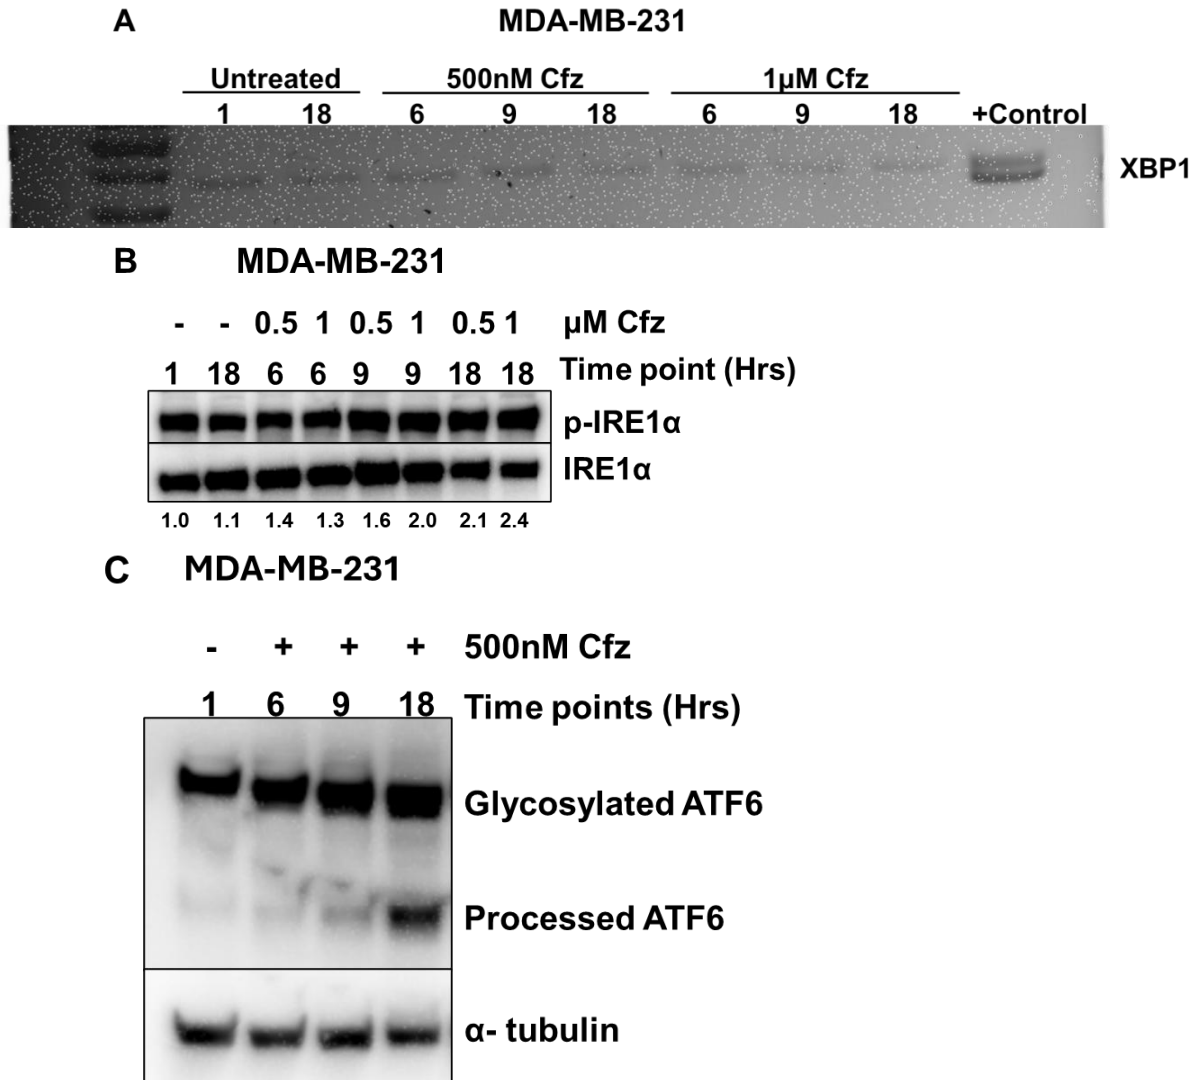 A MDA-MB-231
Untreated 500nM Cfz 1µM Cfz
1 18 6 9 18 6 9 18 +Control
XBP1
B MDA-MB-231
- - 0.5 1 0.5 1 0.5 1 µM Cfz
1 18 6 6 9 9 18 18 Time point (Hrs)
p-IRE1α
IRE1α
1.0 1.1 1.4 1.3 1.6 2.0 2.1 2.4
C MDA-MB-231
- + + + 500nM Cfz
1 6 9 18 Time points (Hrs)
Glycosylated ATF6
Processed ATF6
α- tubulin